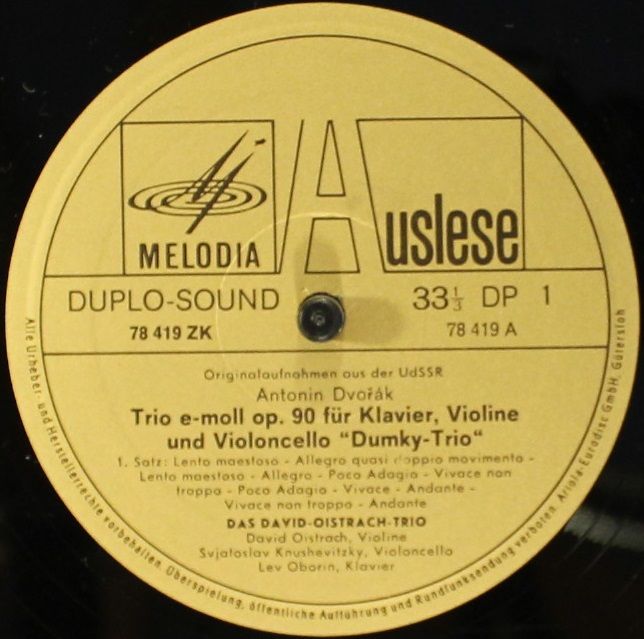 MELODIA
Auslese
DUPLO-SOUND
33⅓ DP 1
78 419 ZK
78 419 A
Originalaufnahmen aus der UdSSR
Antonin Dvořák
Trio e-moll op. 90 für Klavier, Violine
und Violoncello "Dumky-Trio"
1. Satz: Lento maestoso - Allegro quasi doppio movimento -
Lento maestoso - Allegro - Poco Adagio - Vivace non
troppo - Poco Adagio - Vivace - Andante -
Vivace non troppo - Andante
DAS DAVID-OISTRACH-TRIO
David Oistrach, Violine
Svjatoslav Knushevitzky, Violoncello
Lev Oborin, Klavier
Alle Urheber- und Herstellerrechte vorbehalten. Überspielung, öffentliche Aufführung und Rundfunksendung verboten. Ariola-Eurodisc GmbH, Gütersloh